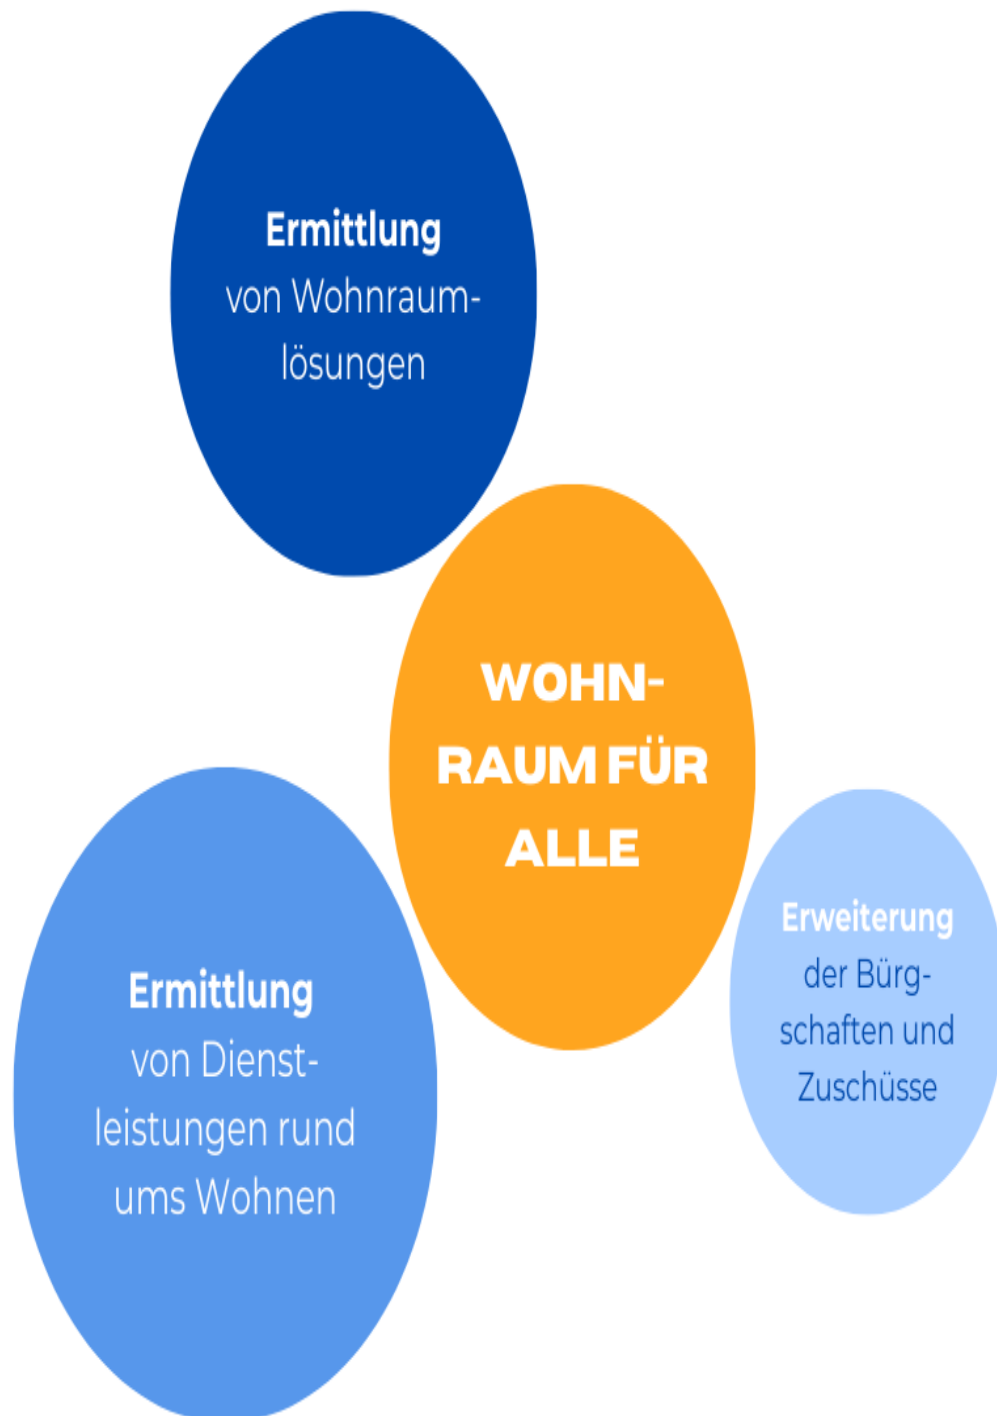 Ermittlung
von Wohnraum-
lösungen
WOHN-
RAUM FÜR
ALLE
Ermittlung
von Dienst-
leistungen rund
ums Wohnen
Erweiterung
der Bürg-
schaften und
Zuschüsse